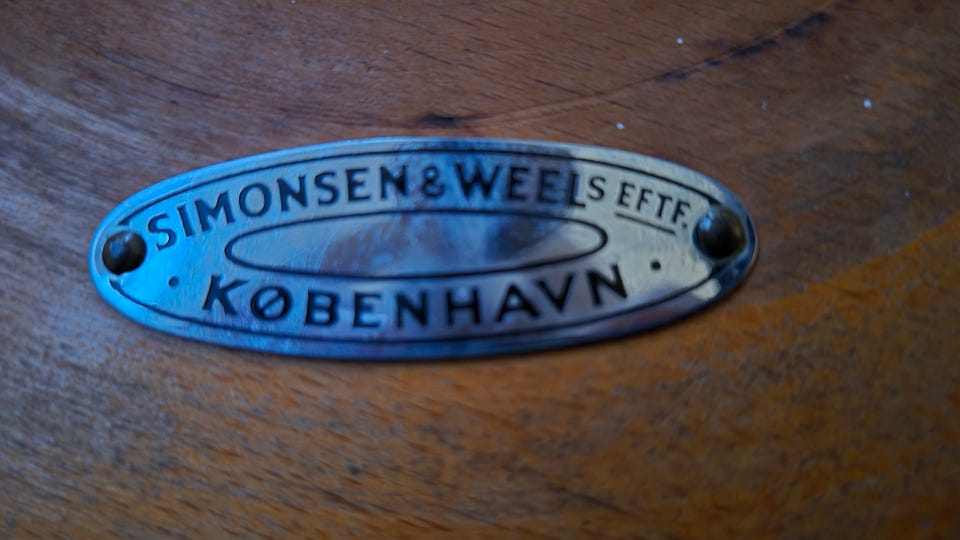 SIMONSEN & WEELS EFTF.
· KØBENHAVN ·